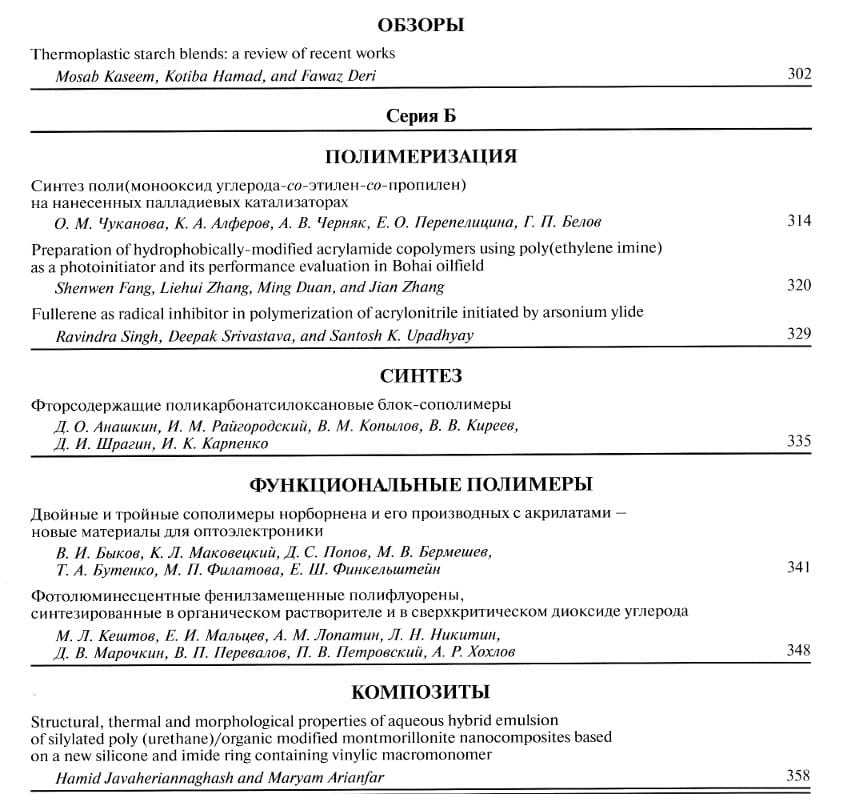 ОБЗОРЫ
Thermoplastic starch blends: a review of recent works
Mosab Kaseem, Kotiba Hamad, and Fawaz Deri 302
Серия Б
ПОЛИМЕРИЗАЦИЯ
Синтез поли(монооксид углерода-со-этилен-со-пропилен)
на нанесенных палладиевых катализаторах
О. М. Чуканова, К. А. Алферов, А. В. Черняк, Е. О. Перепелицина, Г. П. Белов 314
Preparation of hydrophobically-modified acrylamide copolymers using poly(ethylene imine)
as a photoinitiator and its performance evaluation in Bohai oilfield
Shenwen Fang, Liehui Zhang, Ming Duan, and Jian Zhang 320
Fullerene as radical inhibitor in polymerization of acrylonitrile initiated by arsonium ylide
Ravindra Singh, Deepak Srivastava, and Santosh K. Upadhyay 329
СИНТЕЗ
Фторсодержащие поликарбонатсилоксановые блок-сополимеры
Д. О. Анашкин, И. М. Райгородский, В. М. Копылов, В. В. Киреев,
Д. И. Шрагин, И. К. Карпенко 335
ФУНКЦИОНАЛЬНЫЕ ПОЛИМЕРЫ
Двойные и тройные сополимеры норборнена и его производных с акрилатами –
новые материалы для оптоэлектроники
В. И. Быков, К. Л. Маковецкий, Д. С. Попов, М. В. Бермешев,
Т. А. Бутенко, М. П. Филатова, Е. Ш. Финкельштейн 341
Фотолюминесцентные фенилзамещенные полифлуорены,
синтезированные в органическом растворителе и в сверхкритическом диоксиде углерода
М. Л. Кештов, Е. И. Мальцев, А. М. Лопатин, Л. Н. Никитин,
Д. В. Марочкин, В. П. Перевалов, П. В. Петровский, А. Р. Хохлов 348
КОМПОЗИТЫ
Structural, thermal and morphological properties of aqueous hybrid emulsion
of silylated poly (urethane)/organic modified montmorillonite nanocomposites based
on a new silicone and imide ring containing vinylic macromonomer
Hamid Javaheriannaghash and Maryam Arianfar 358